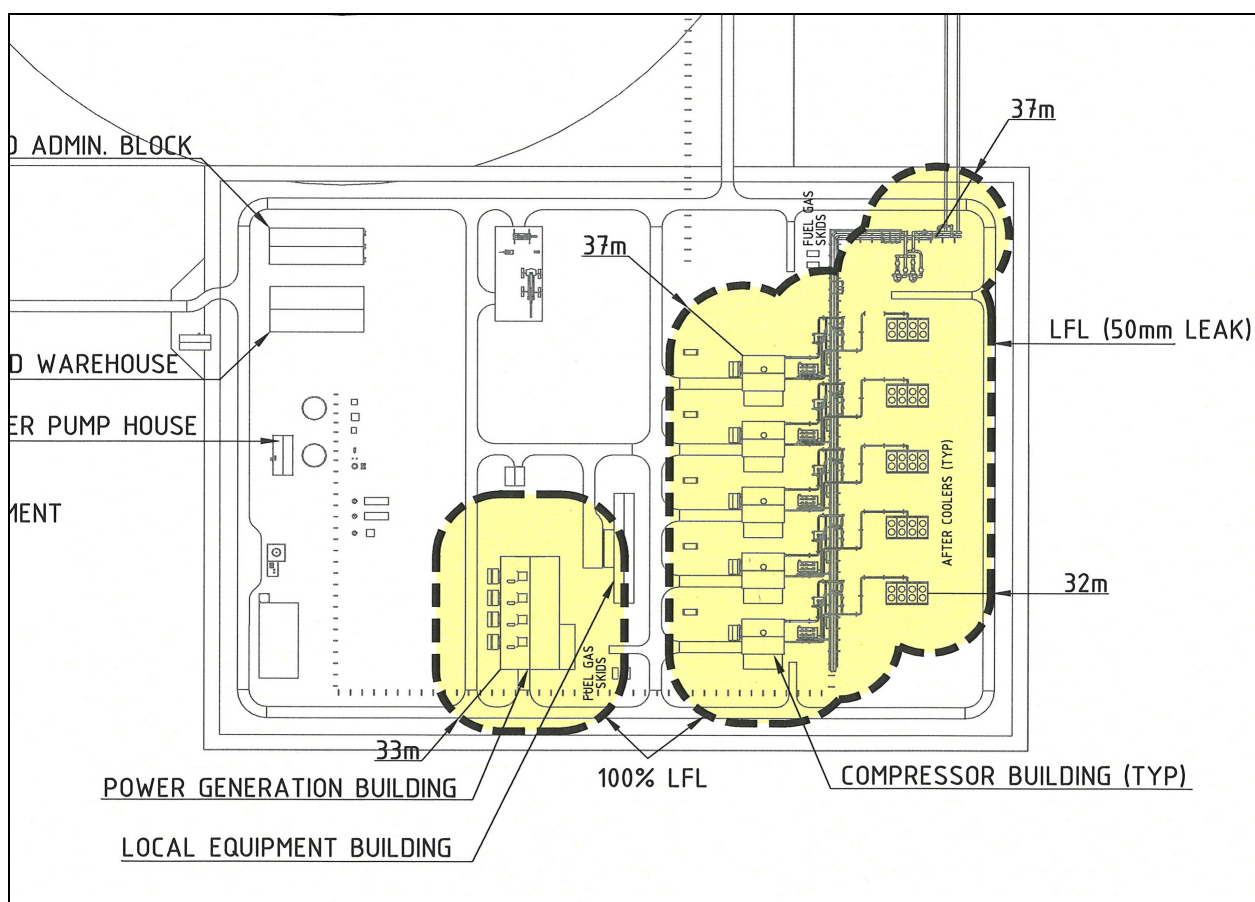 37m
D ADMIN. BLOCK
FUEL GAS
SKIDS
37m
LFL (50mm LEAK)
D WAREHOUSE
ER PUMP HOUSE
AFTER COOLERS (TYP)
MENT
32m
FUEL GAS
SKIDS
33m
100% LFL
COMPRESSOR BUILDING (TYP)
POWER GENERATION BUILDING
LOCAL EQUIPMENT BUILDING